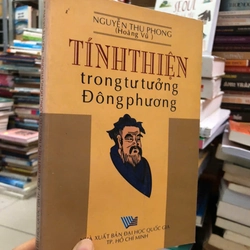 NGUYỄN THU PHONG
(Hoàng Vũ)
TÍNH THIỆN
trong tư tưởng
Đông phương
NHÀ XUẤT BẢN ĐẠI HỌC QUỐC GIA
TP. HỒ CHÍ MINH